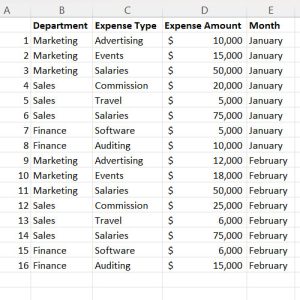 A B C D E
Department Expense Type Expense Amount Month
1 Marketing Advertising $ 10,000 January
2 Marketing Events $ 15,000 January
3 Marketing Salaries $ 50,000 January
4 Sales Commission $ 20,000 January
5 Sales Travel $ 5,000 January
6 Sales Salaries $ 75,000 January
7 Finance Software $ 5,000 January
8 Finance Auditing $ 10,000 January
9 Marketing Advertising $ 12,000 February
10 Marketing Events $ 18,000 February
11 Marketing Salaries $ 50,000 February
12 Sales Commission $ 25,000 February
13 Sales Travel $ 6,000 February
14 Sales Salaries $ 75,000 February
15 Finance Software $ 6,000 February
16 Finance Auditing $ 15,000 February